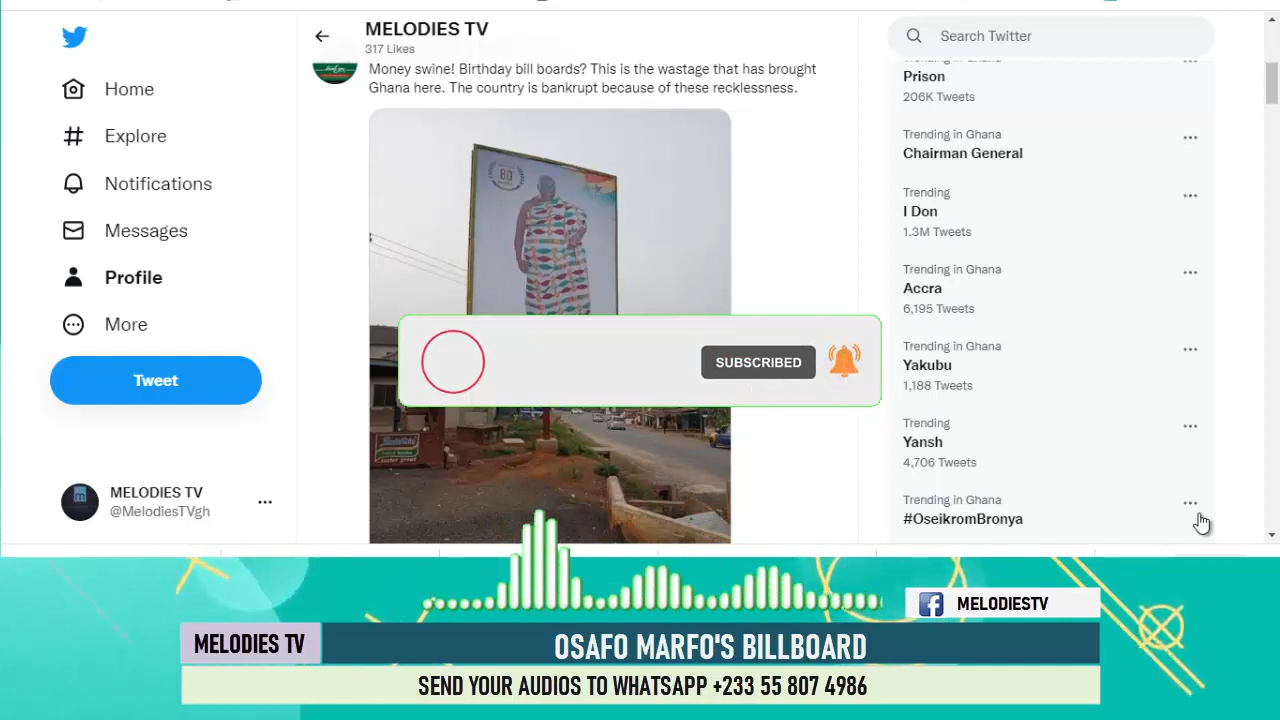 MELODIES TV
317 Likes
Money swine! Birthday bill boards? This is the wastage that has brought
Ghana here. The country is bankrupt because of these recklessness.
Home
Explore
Notifications
Messages
Profile
More
Tweet
MELODIES TV
@MelodiesTVgh
80
SUBSCRIBED
Search Twitter
Trending in Ghana
Prison
206K Tweets
Trending in Ghana
Chairman General
Trending
I Don
1.3M Tweets
Trending in Ghana
Accra
6,195 Tweets
Trending in Ghana
Yakubu
1,188 Tweets
Trending
Yansh
4,706 Tweets
Trending in Ghana
#OseikromBronya
MELODIESTV
MELODIES TV
OSAFO MARFO'S BILLBOARD
SEND YOUR AUDIOS TO WHATSAPP +233 55 807 4986